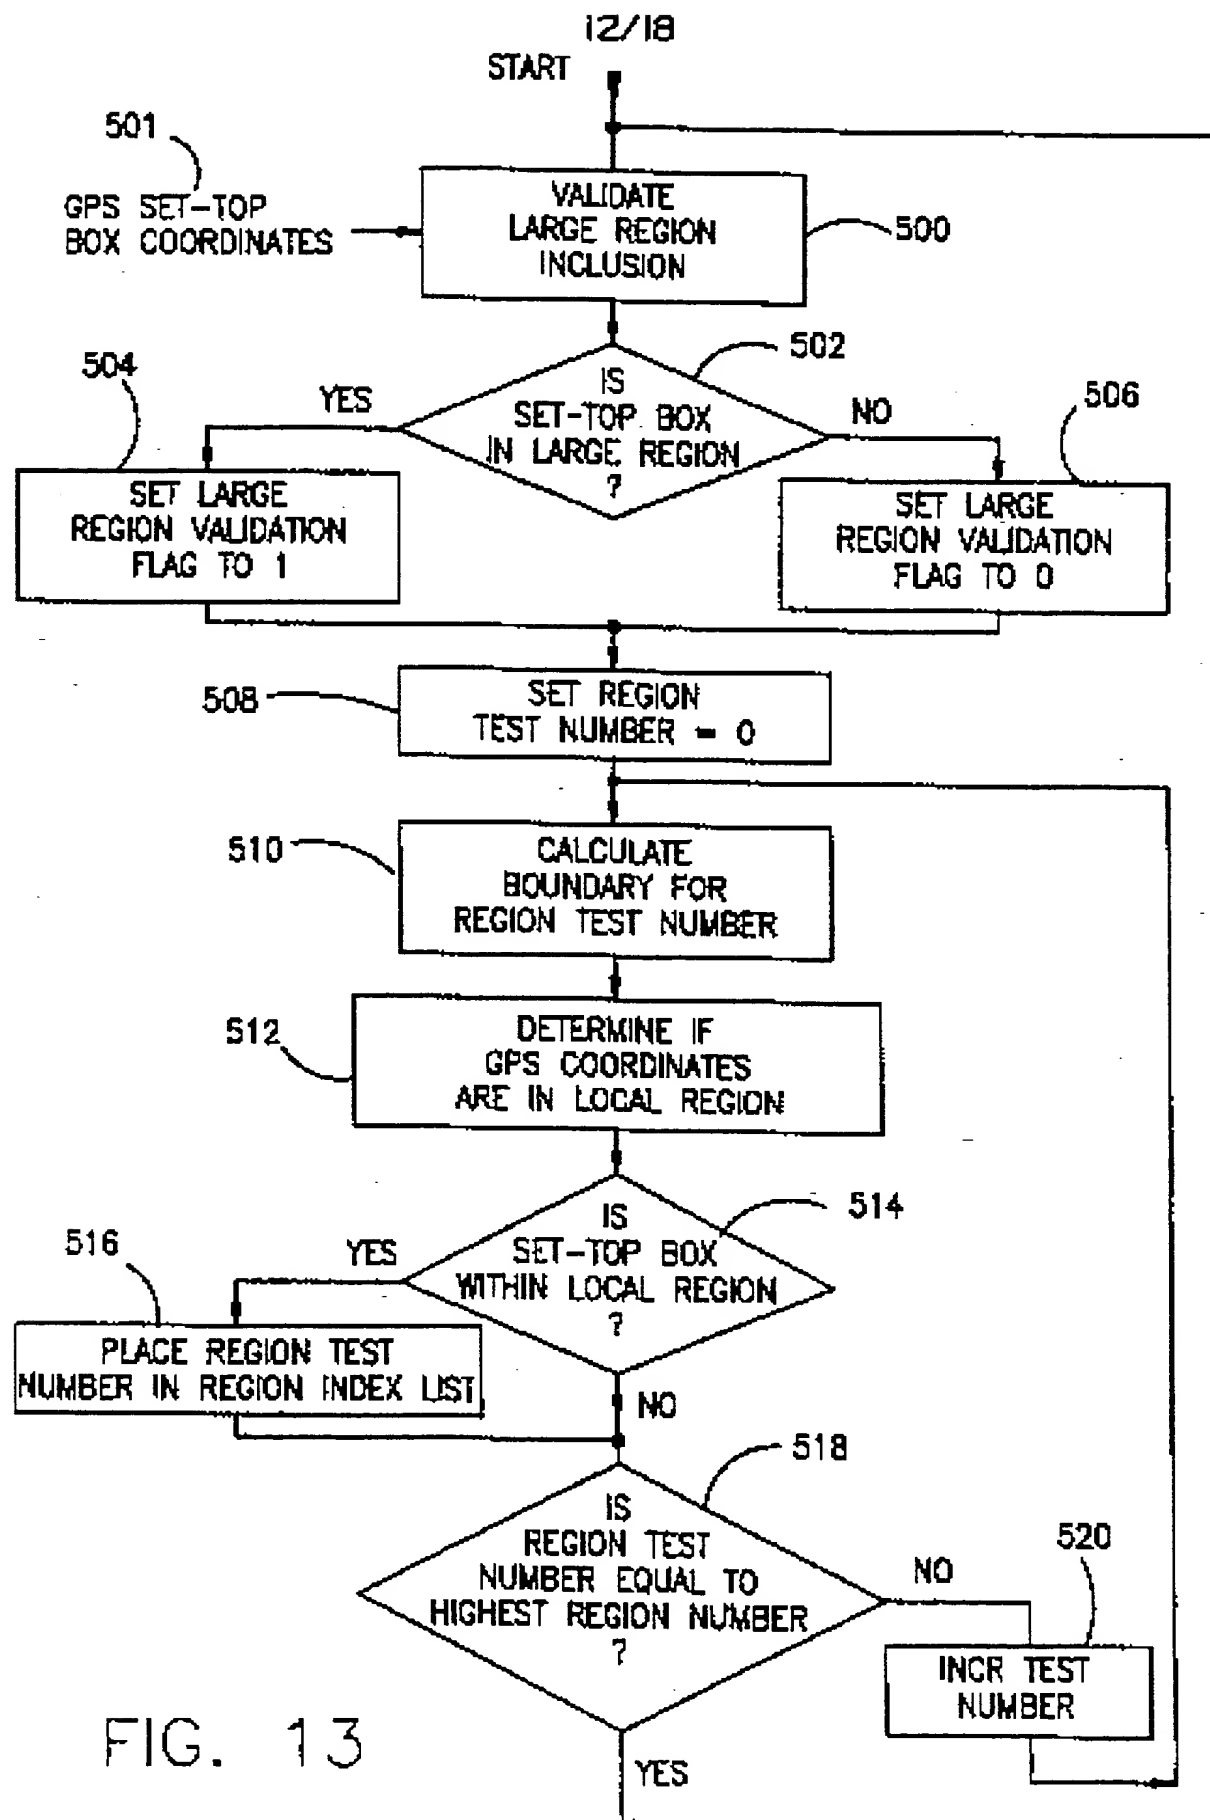 12/18
START
501
GPS SET-TOP
BOX COORDINATES
VALIDATE
LARGE REGION
INCLUSION
500
502
504
YES
IS
SET-TOP BOX
IN LARGE REGION
?
NO
506
SET LARGE
REGION VALIDATION
FLAG TO 1
SET LARGE
REGION VALIDATION
FLAG TO 0
508
SET REGION
TEST NUMBER = 0
510
CALCULATE
BOUNDARY FOR
REGION TEST NUMBER
512
DETERMINE IF
GPS COORDINATES
ARE IN LOCAL REGION
514
516
YES
IS
SET-TOP BOX
WITHIN LOCAL REGION
?
PLACE REGION TEST
NUMBER IN REGION INDEX LIST
NO
518
IS
REGION TEST
NUMBER EQUAL TO
HIGHEST REGION NUMBER
?
NO
520
INCR TEST
NUMBER
FIG. 13
YES